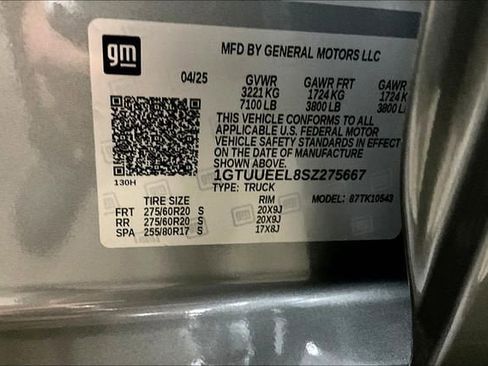 gm
MFD BY GENERAL MOTORS LLC
04/25 GVWR GAWR FRT GAWR
3221 KG 1724 KG 1724 KG
7100 LB 3800 LB 3800 LB
THIS VEHICLE CONFORMS TO ALL
APPLICABLE U.S. FEDERAL MOTOR
VEHICLE SAFETY STANDARDS IN EFFECT
ON THE DATE OF MANUFACTURE
SHOWN ABOVE.
1GTUUEEL8SZ275667
130H TYPE: TRUCK
TIRE SIZE RIM MODEL: 87TK10543
FRT 275/60R20 S 20X9J
RR 275/60R20 S 20X9J
SPA 255/80R17 S 17X8J